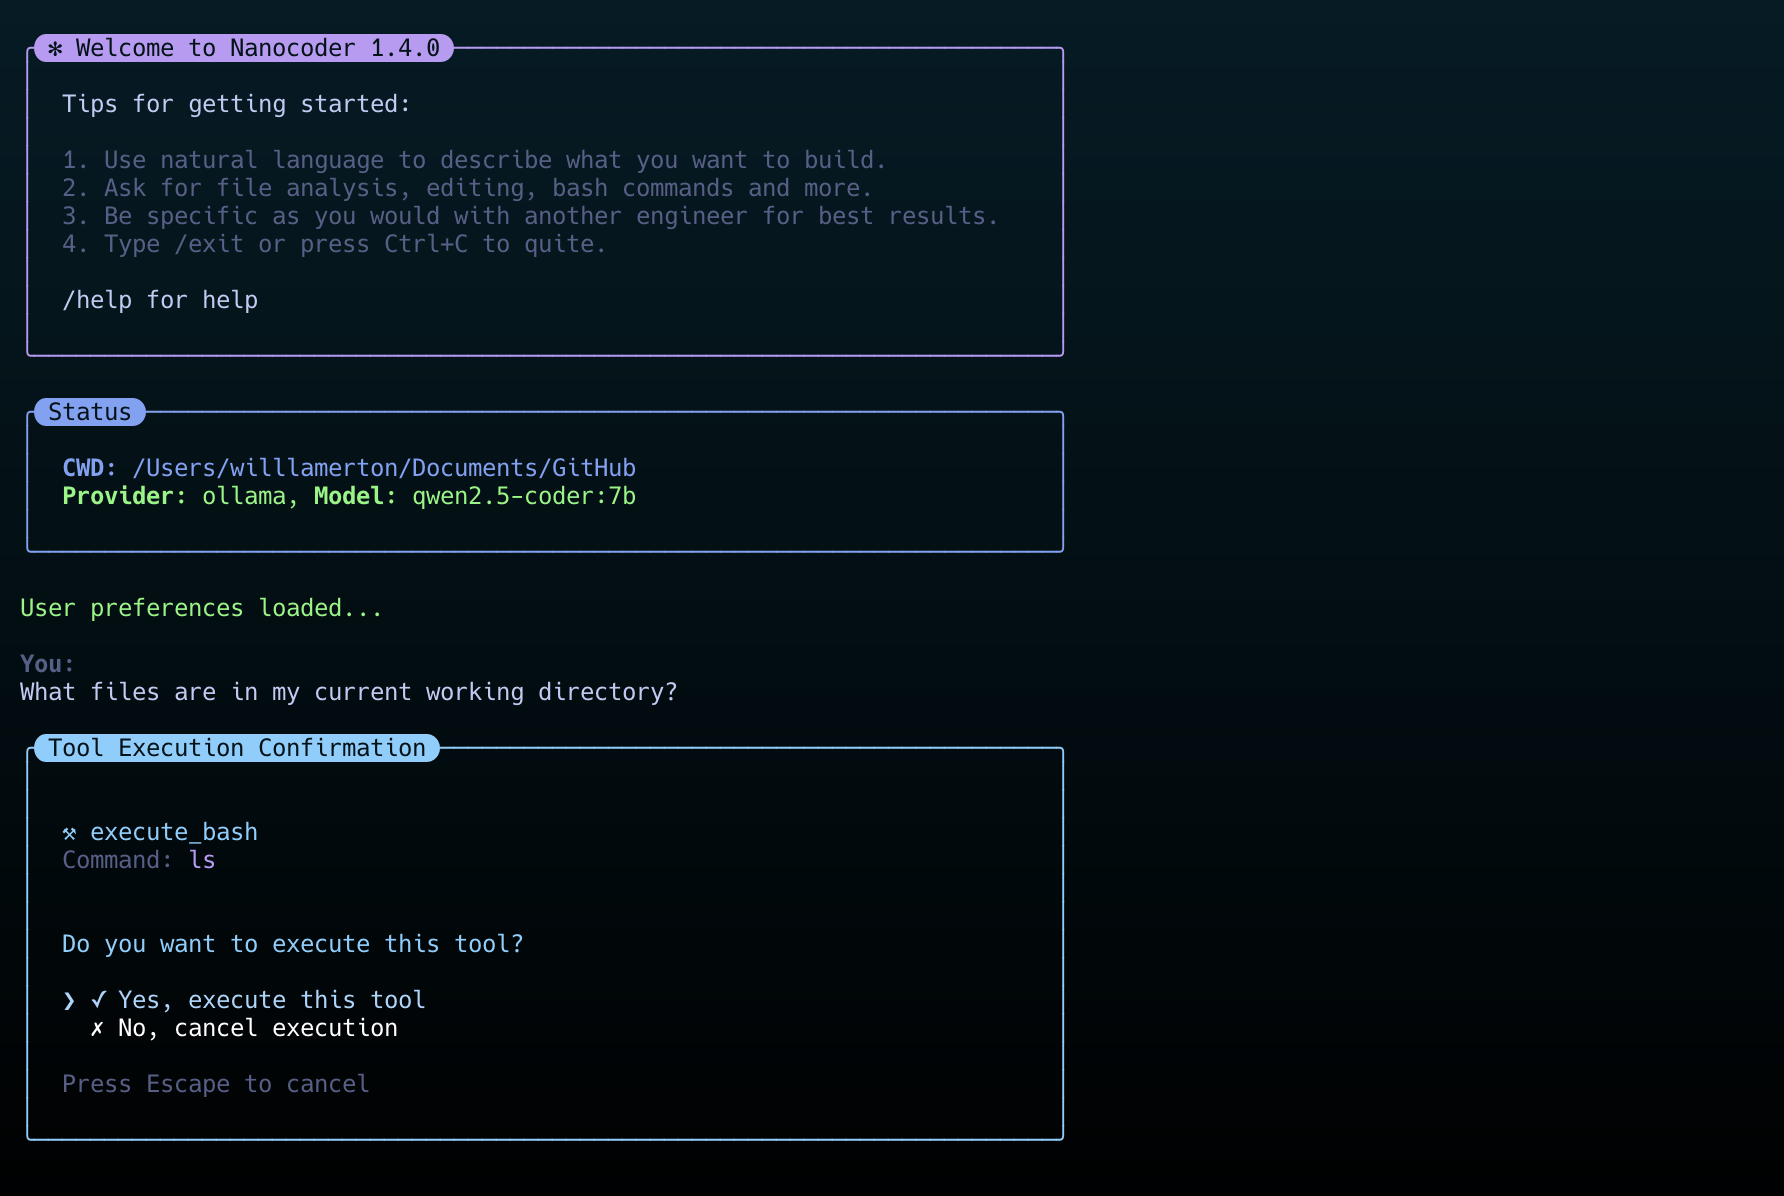 ✻ Welcome to Nanocoder 1.4.0
Tips for getting started:
1. Use natural language to describe what you want to build.
2. Ask for file analysis, editing, bash commands and more.
3. Be specific as you would with another engineer for best results.
4. Type /exit or press Ctrl+C to quite.
/help for help
Status
CWD: /Users/willlamerton/Documents/GitHub
Provider: ollama, Model: qwen2.5-coder:7b
User preferences loaded...
You:
What files are in my current working directory?
Tool Execution Confirmation
⚒ execute_bash
Command: ls
Do you want to execute this tool?
❯ ✓ Yes, execute this tool
✗ No, cancel execution
Press Escape to cancel